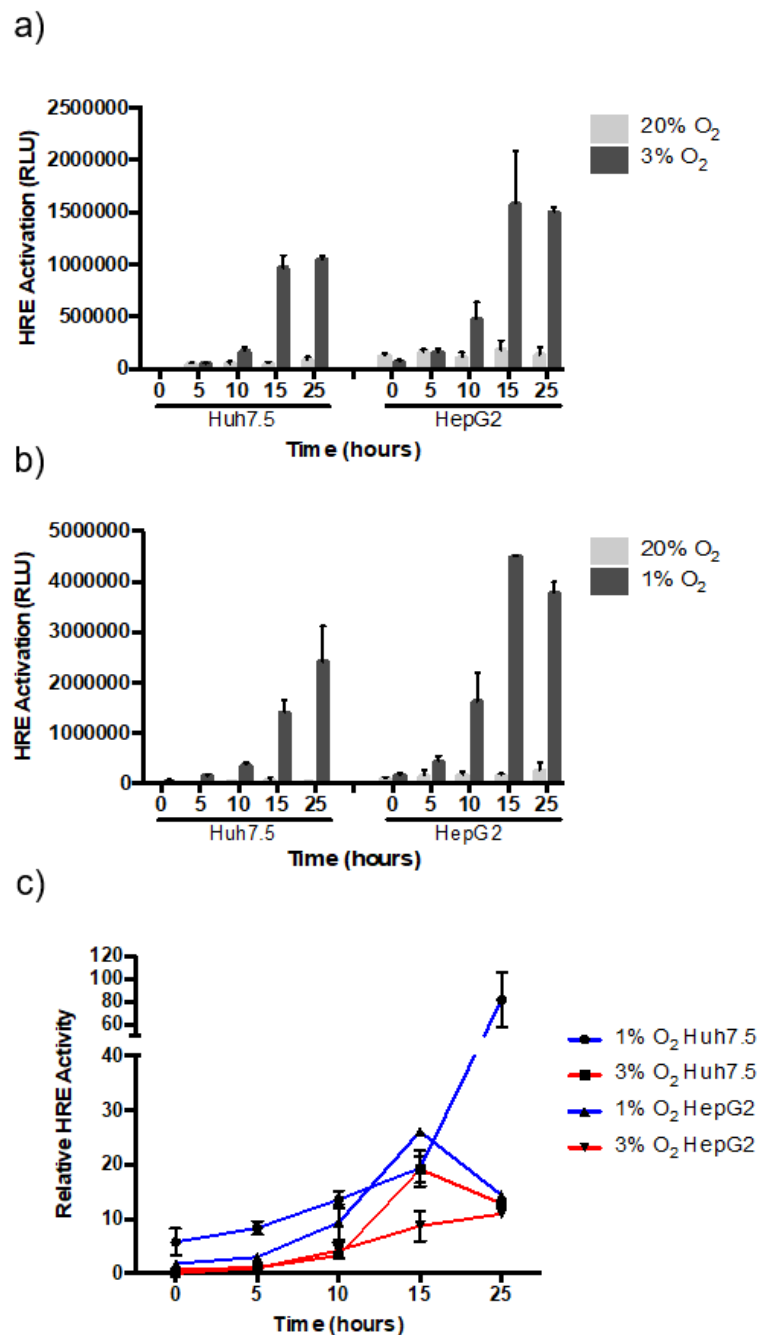 a)
HRE Activation (RLU)
2500000
2000000
1500000
1000000
500000
0
20% O₂
3% O₂
0 5 10 15 25 0 5 10 15 25
Huh7.5 HepG2
Time (hours)
b)
HRE Activation (RLU)
5000000
4000000
3000000
2000000
1000000
0
20% O₂
1% O₂
0 5 10 15 25 0 5 10 15 25
Huh7.5 HepG2
Time (hours)
c)
Relative HRE Activity
120
100
80
60
40
30
20
10
0
1% O₂ Huh7.5
3% O₂ Huh7.5
1% O₂ HepG2
3% O₂ HepG2
0 5 10 15 25
Time (hours)